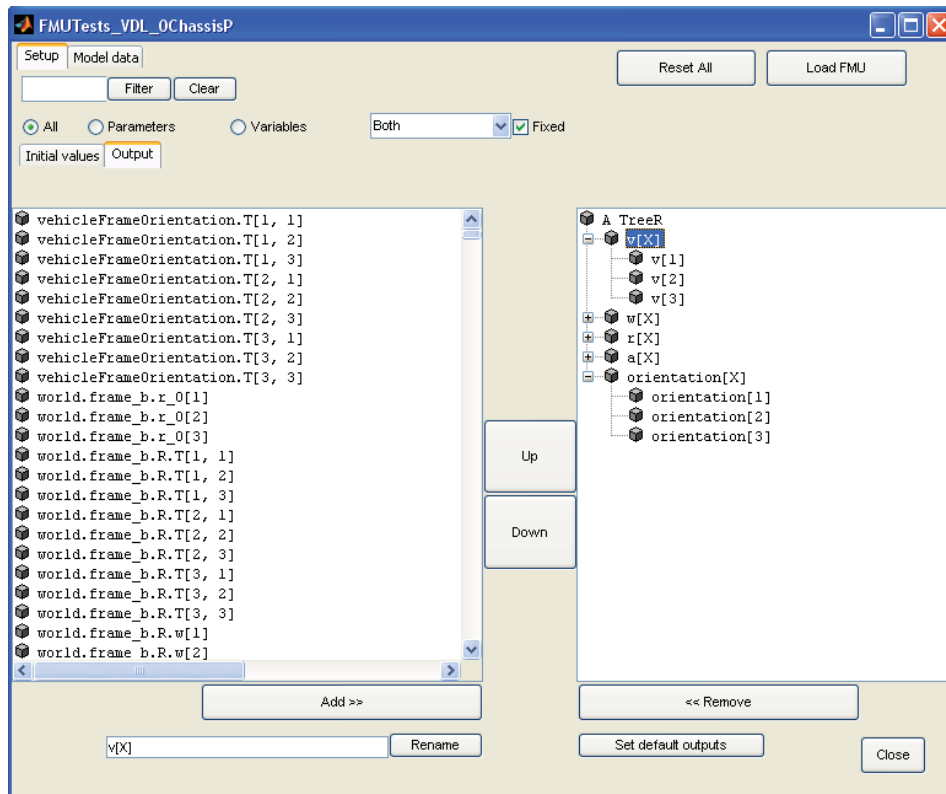 FMUTests_VDL_0ChassisP
Setup Model data
Reset All Load FMU
Filter Clear
All Parameters Variables Both Fixed
Initial values Output
vehicleFrameOrientation.T[1, 1]
vehicleFrameOrientation.T[1, 2]
vehicleFrameOrientation.T[1, 3]
vehicleFrameOrientation.T[2, 1]
vehicleFrameOrientation.T[2, 2]
vehicleFrameOrientation.T[2, 3]
vehicleFrameOrientation.T[3, 1]
vehicleFrameOrientation.T[3, 2]
vehicleFrameOrientation.T[3, 3]
world.frame_b.r_0[1]
world.frame_b.r_0[2]
world.frame_b.r_0[3]
world.frame_b.R.T[1, 1]
world.frame_b.R.T[1, 2]
world.frame_b.R.T[1, 3]
world.frame_b.R.T[2, 1]
world.frame_b.R.T[2, 2]
world.frame_b.R.T[2, 3]
world.frame_b.R.T[3, 1]
world.frame_b.R.T[3, 2]
world.frame_b.R.T[3, 3]
world.frame_b.R.w[1]
world.frame_b.R.w[2]
Up
Down
A TreeR
v[X]
v[1]
v[2]
v[3]
w[X]
r[X]
a[X]
orientation[X]
orientation[1]
orientation[2]
orientation[3]
Add >> << Remove
v[X] Rename Set default outputs Close